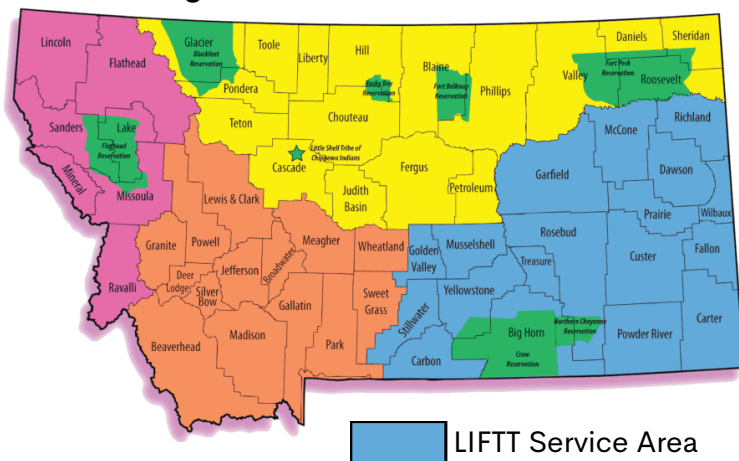 Lincoln
Flathead
Glacier
Blackfeet
Reservation
Toole
Liberty
Hill
Rocky Boy
Reservation
Blaine
Fort Belknap
Reservation
Phillips
Valley
Daniels
Sheridan
Fort Peck
Reservation
Roosevelt
Pondera
Teton
Chouteau
Sanders
Lake
Flathead
Reservation
Mineral
Missoula
Cascade
Little Shell Tribe of
Chippewa Indians
Judith
Basin
Fergus
Petroleum
Garfield
McCone
Richland
Dawson
Prairie
Wilbaux
Lewis & Clark
Granite
Powell
Deer
Lodge
Silver
Bow
Jefferson
Broadwater
Meagher
Wheatland
Golden
Valley
Musselshell
Rosebud
Treasure
Custer
Fallon
Ravalli
Beaverhead
Madison
Gallatin
Park
Sweet
Grass
Stillwater
Yellowstone
Carbon
Big Horn
Crow
Reservation
Northern Cheyenne
Reservation
Powder River
Carter
LIFTT Service Area